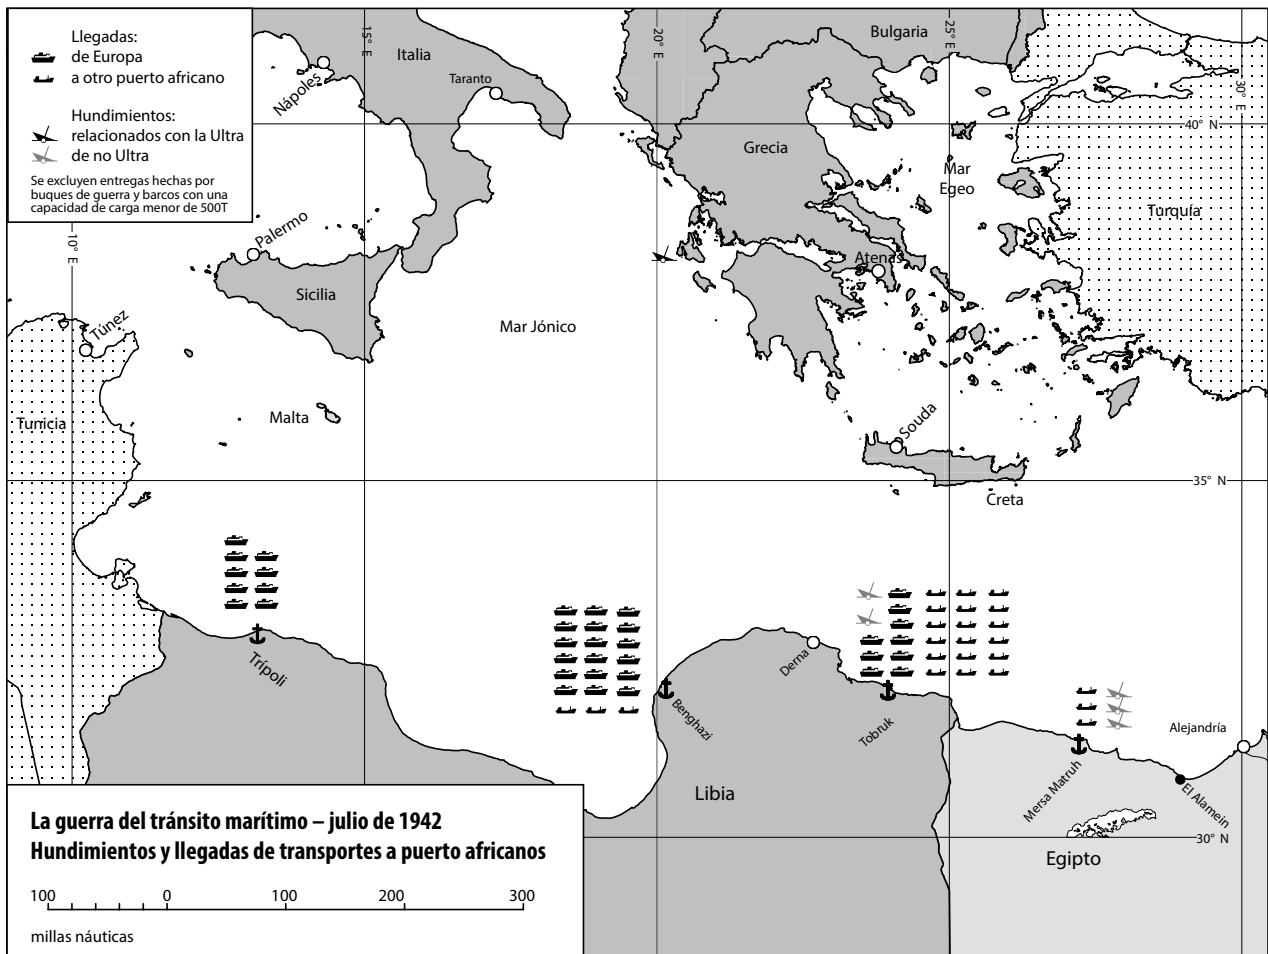 Llegadas:
de Europa
a otro puerto africano
Hundimientos:
relacionados con la Ultra
de no Ultra
Se excluyen entregas hechas por
buques de guerra y barcos con una
capacidad de carga menor de 500T
15° E
20° E
25° E
30° E
10° E
40° N
35° N
30° N
Italia
Bulgaria
Nápoles
Taranto
Grecia
Mar
Egeo
Turquía
Palermo
Atenas
Sicilia
Mar Jónico
Túnez
Tunicia
Malta
Souda
Creta
Trípoli
Benghazi
Derna
Tobruk
Mersa Matruh
Alejandría
El Alamein
Libia
Egipto
La guerra del tránsito marítimo – julio de 1942
Hundimientos y llegadas de transportes a puerto africanos
100 0 100 200 300
millas náuticas